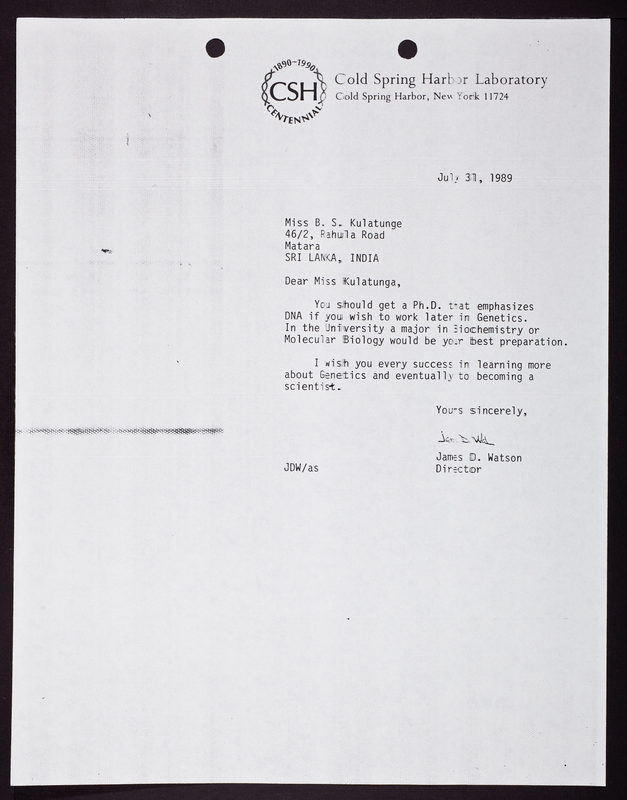 1890-1990
CSH
CENTENNIAL
Cold Spring Harbor Laboratory
Cold Spring Harbor, New York 11724
July 31, 1989
Miss B. S. Kulatunge
46/2, Rahula Road
Matara
SRI LANKA, INDIA
Dear Miss Kulatunga,
You should get a Ph.D. that emphasizes
DNA if you wish to work later in Genetics.
In the University a major in Biochemistry or
Molecular Biology would be your best preparation.
I wish you every success in learning more
about Genetics and eventually to becoming a
scientist.
Yours sincerely,
James D. Watson
JDW/as
Director